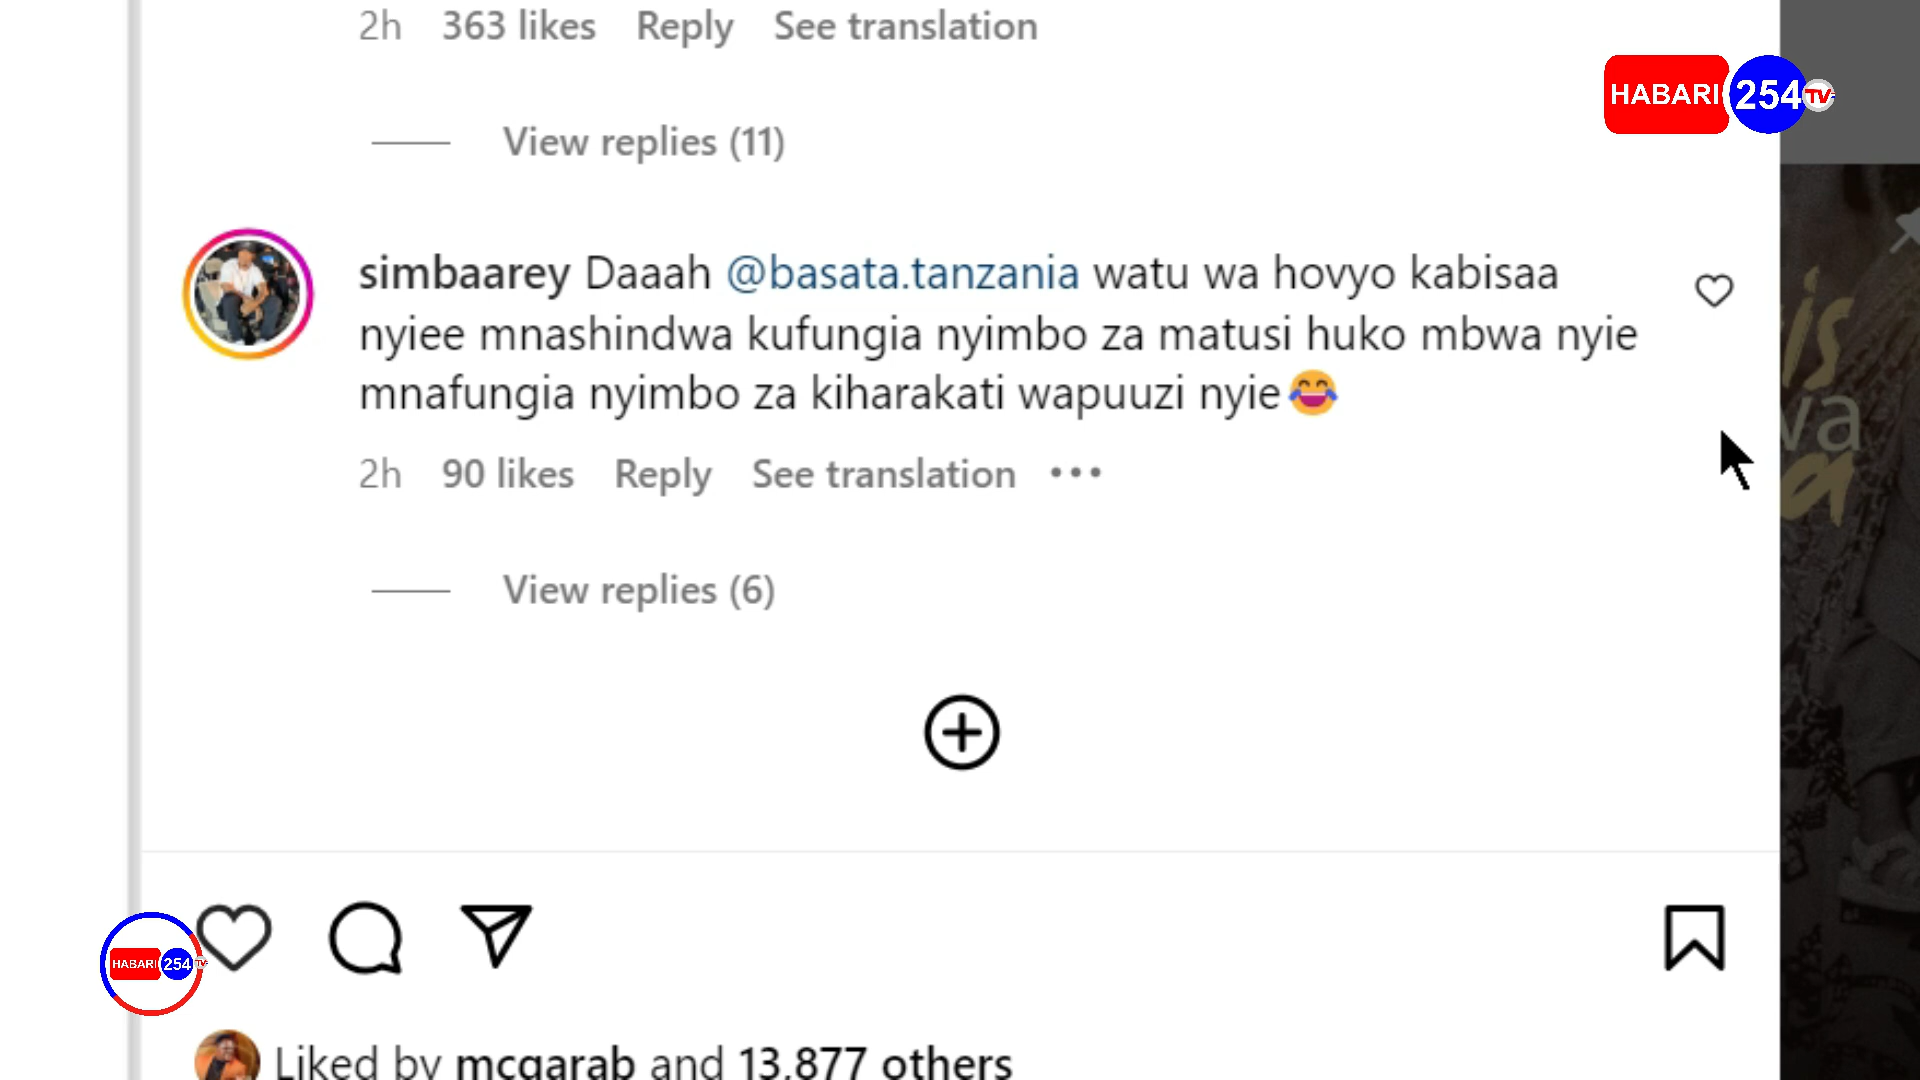 2h 363 likes Reply See translation
HABARI 254 TV
View replies (11)
simbaarey Daaah @basata.tanzania watu wa hovyo kabisaa
nyiee mnashindwa kufungia nyimbo za matusi huko mbwa nyie
mnafungia nyimbo za kiharakati wapuuzi nyie😂
2h 90 likes Reply See translation •••
View replies (6)
HABARI 254 TV
Liked by mcgarab and 13,877 others